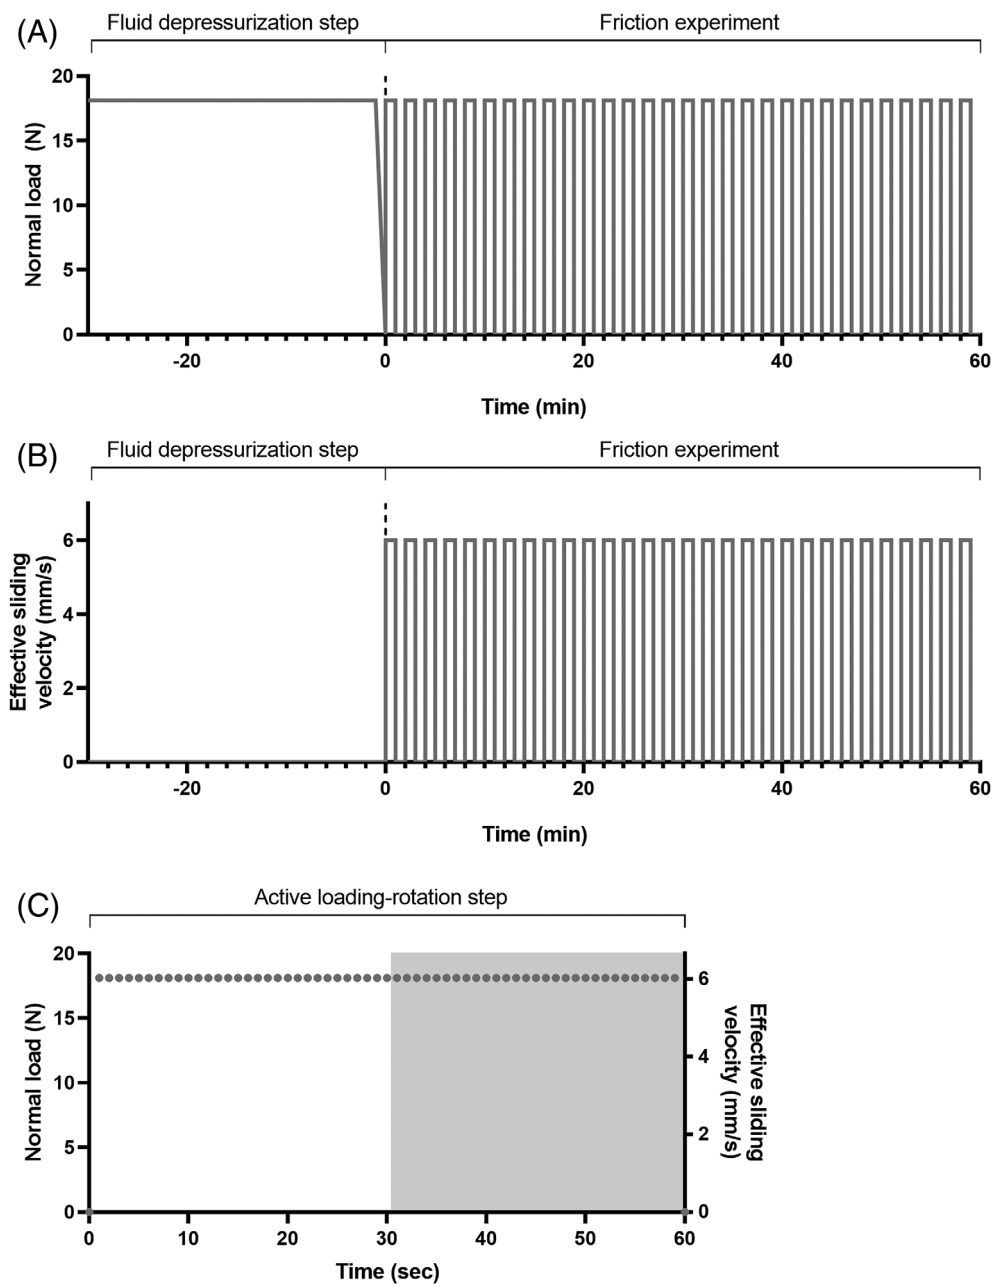 (A)
Fluid depressurization step
Friction experiment
20
15
10
5
0
Normal load (N)
-20
0
20
40
60
Time (min)
(B)
Fluid depressurization step
Friction experiment
6
4
2
0
Effective sliding
velocity (mm/s)
-20
0
20
40
60
Time (min)
(C)
Active loading-rotation step
20
15
10
5
0
Normal load (N)
6
4
2
0
Effective sliding
velocity (mm/s)
0
10
20
30
40
50
60
Time (sec)